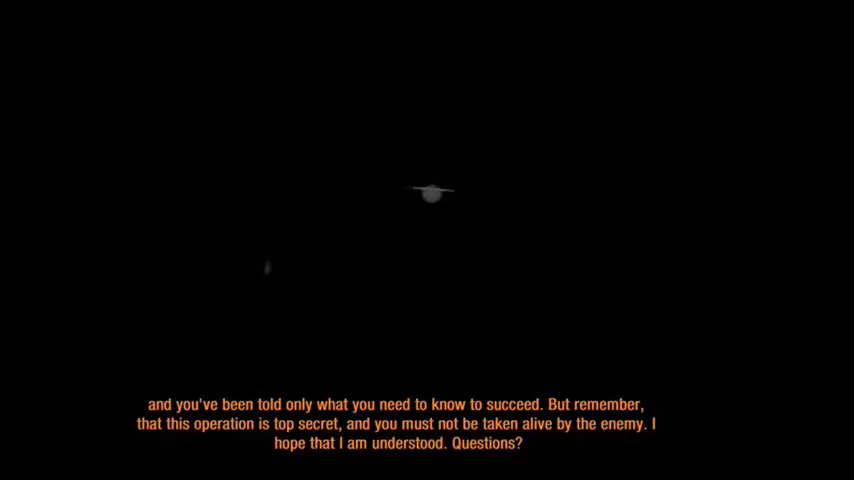 and you've been told only what you need to know to succeed. But remember,
that this operation is top secret, and you must not be taken alive by the enemy. I
hope that I am understood. Questions?